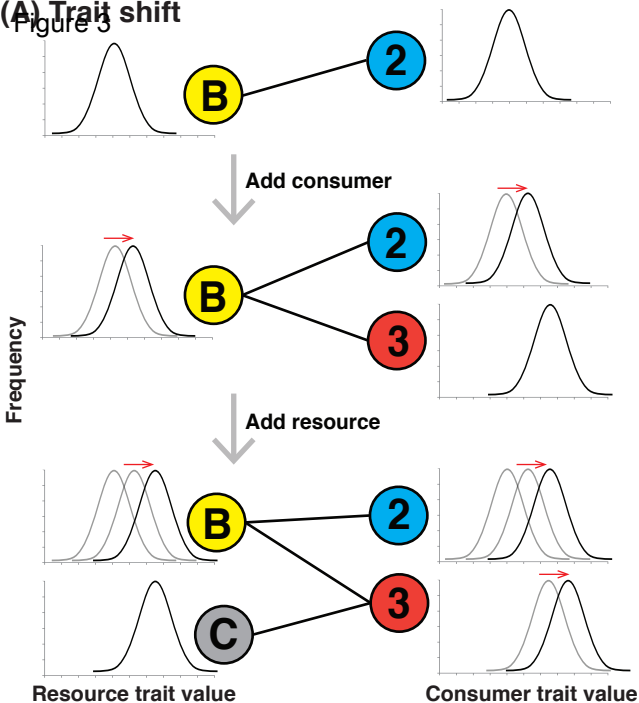 (A) Trait shift
Figure 3
B
2
Add consumer
2
B
3
Frequency
Add resource
B
2
3
C
Resource trait value
Consumer trait value